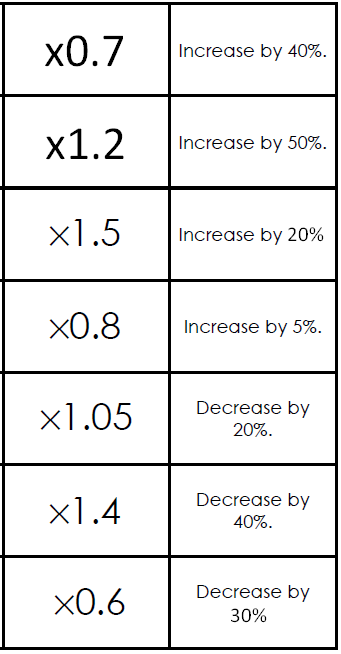 x0.7 Increase by 40%.
x1.2 Increase by 50%.
×1.5 Increase by 20%
×0.8 Increase by 5%.
×1.05 Decrease by
20%.
×1.4 Decrease by
40%.
×0.6 Decrease by
30%